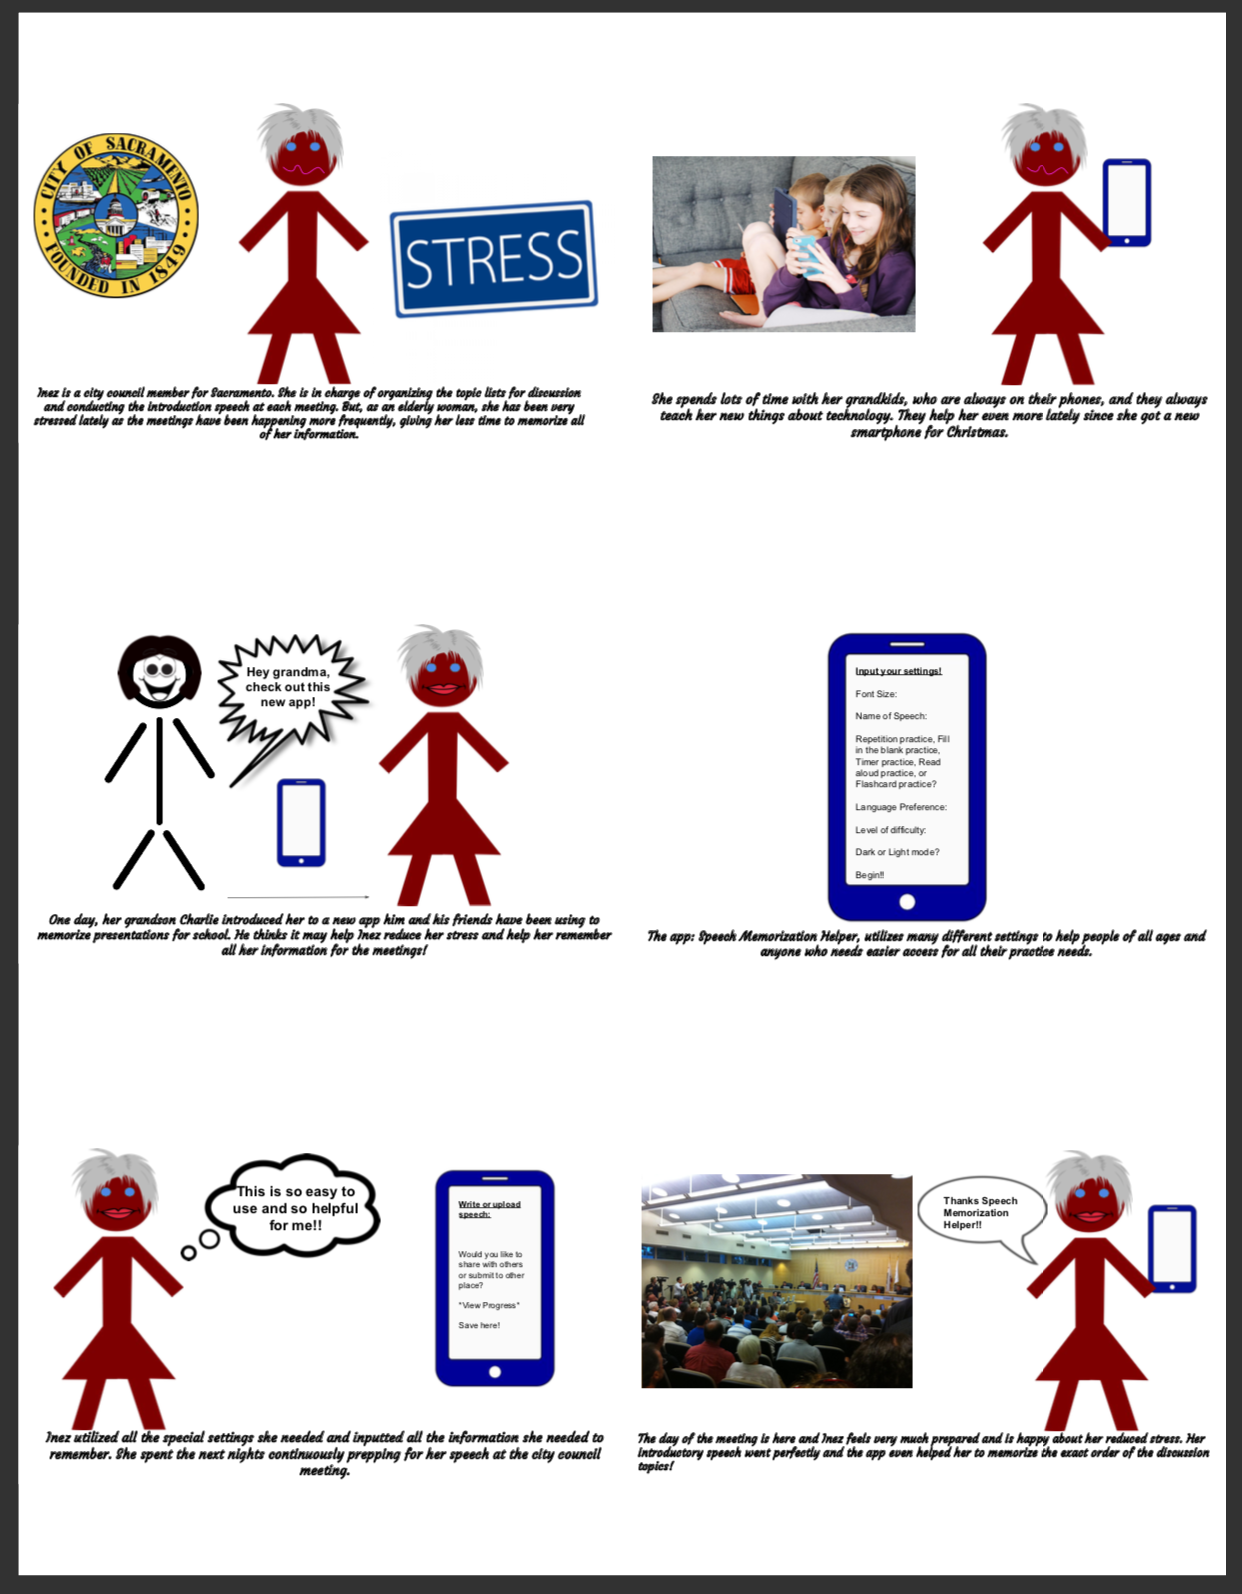 CITY OF SACRAMENTO
FOUNDED IN 1849
STRESS
Inez is a city council member for Sacramento. She is in charge of organizing the topic lists for discussion
and conducting the introduction speech at each meeting. But, as an elderly woman, she has been very
stressed lately as the meetings have been happening more frequently, giving her less time to memorize all
of her information.
She spends lots of time with her grandkids, who are always on their phones, and they always
teach her new things about technology. They help her even more lately since she got a new
smartphone for Christmas.
Hey grandma,
check out this
new app!
One day, her grandson Charlie introduced her to a new app him and his friends have been using to
memorize presentations for school. He thinks it may help Inez reduce her stress and help her remember
all her information for the meetings!
Input your settings!
Font Size:
Name of Speech:
Repetition practice, Fill
in the blank practice,
Timer practice, Read
aloud practice, or
Flashcard practice?
Language Preference:
Level of difficulty:
Dark or Light mode?
Begin!!
The app: Speech Memorization Helper, utilizes many different settings to help people of all ages and
anyone who needs easier access for all their practice needs.
This is so easy to
use and so helpful
for me!!
Write or upload
speech:
Would you like to
share with others
or submit to other
place?
*View Progress*
Save here!
Inez utilized all the special settings she needed and inputted all the information she needed to
remember. She spent the next nights continuously prepping for her speech at the city council
meeting.
Thanks Speech
Memorization
Helper!!
The day of the meeting is here and Inez feels very much prepared and is happy about her reduced stress. Her
introductory speech went perfectly and the app even helped her to memorize the exact order of the discussion
topics!